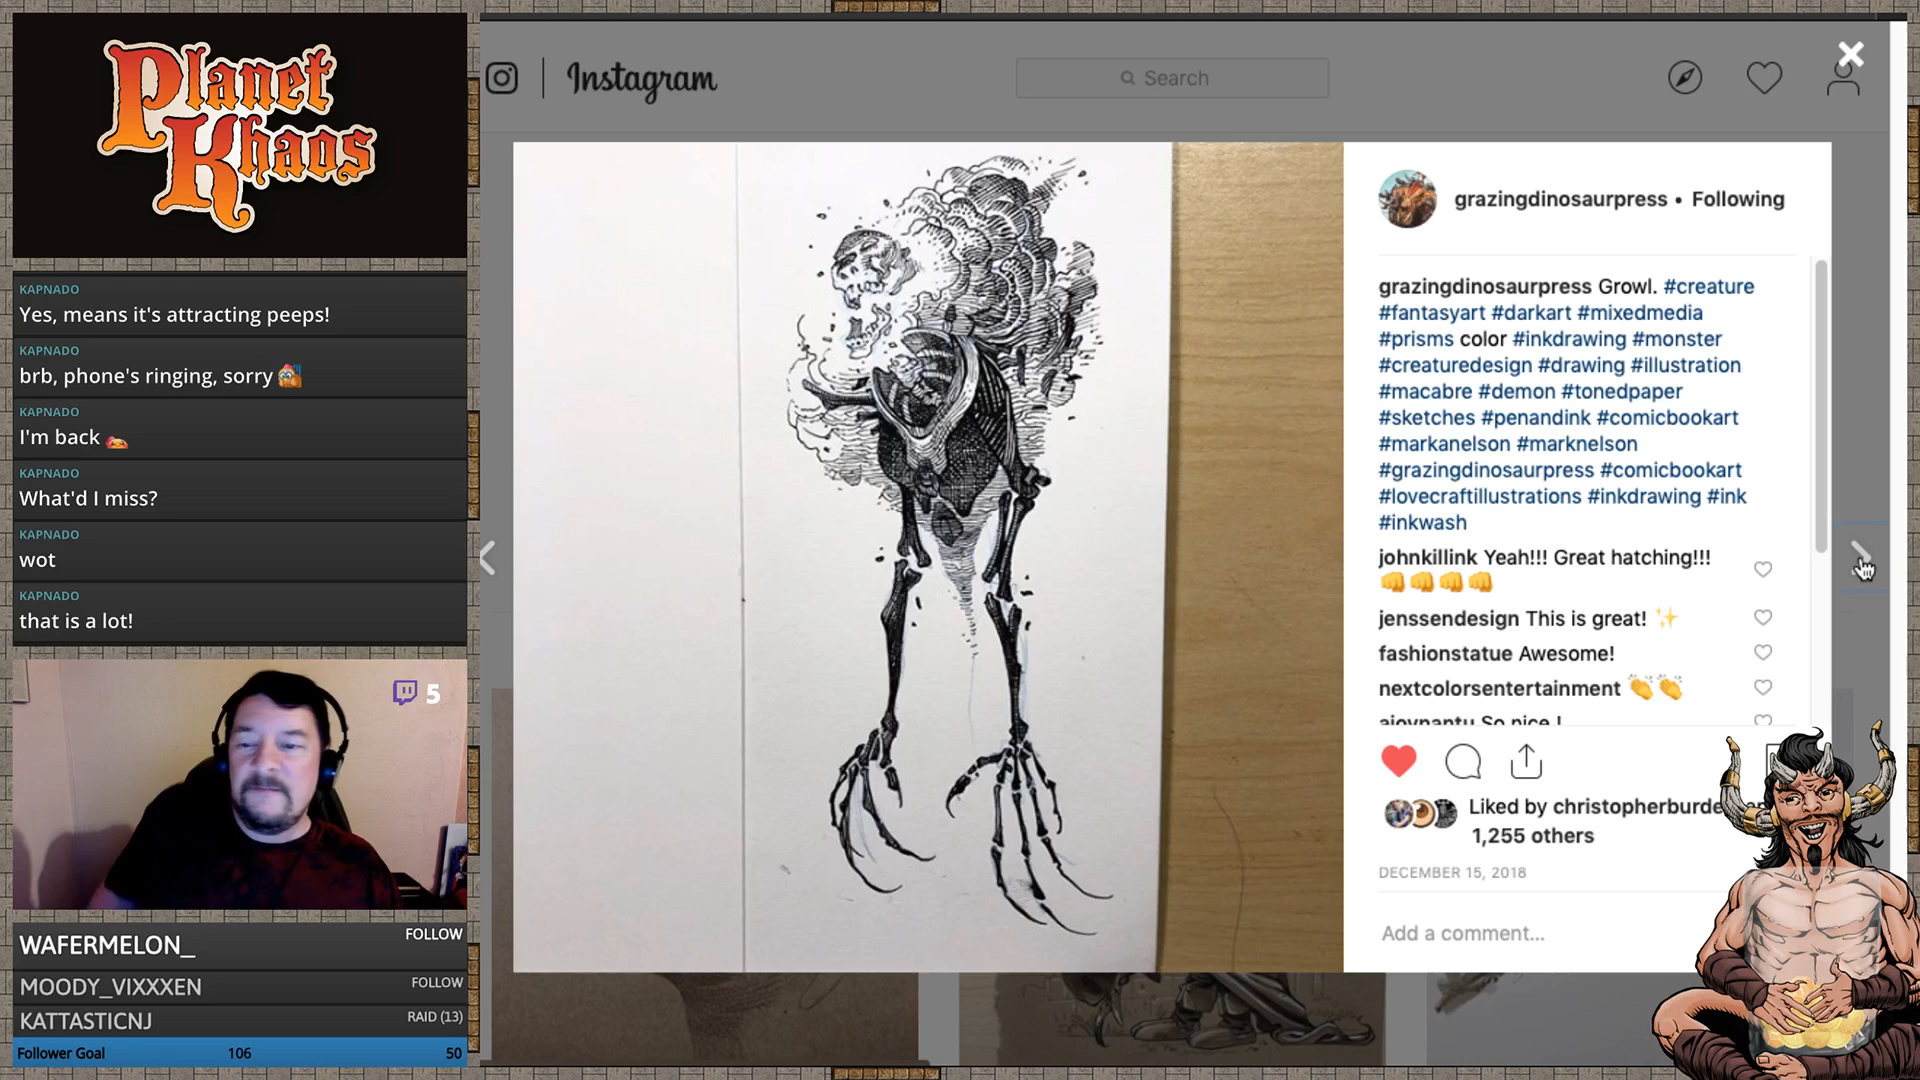 Planet
Khaos
KAPNADO
Yes, means it's attracting peeps!
KAPNADO
brb, phone's ringing, sorry
KAPNADO
I'm back
KAPNADO
What'd I miss?
KAPNADO
wot
KAPNADO
that is a lot!
5
WAFERMELON_ FOLLOW
MOODY_VIXXXEN FOLLOW
KATTASTICNJ RAID (13)
Follower Goal 106 50
Instagram
Search
grazingdinosaurpress • Following
grazingdinosaurpress Growl. #creature
#fantasyart #darkart #mixedmedia
#prisms color #inkdrawing #monster
#creaturedesign #drawing #illustration
#macabre #demon #tonedpaper
#sketches #penandink #comicbookart
#markanelson #marknelson
#grazingdinosaurpress #comicbookart
#lovecraftillustrations #inkdrawing #ink
#inkwash
johnkillink Yeah!!! Great hatching!!!
jenssendesign This is great!
fashionstatue Awesome!
nextcolorsentertainment
So nice !
Liked by christopherburde
1,255 others
DECEMBER 15, 2018
Add a comment...